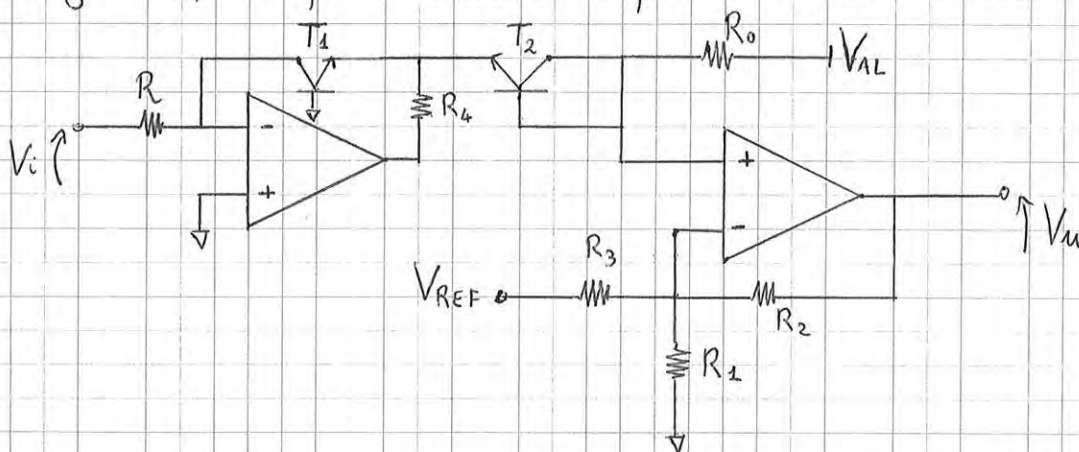 T1
T2
R0
VAL
R
R4
Vi
-
+
+
-
Vu
R3
VREF
R2
R1